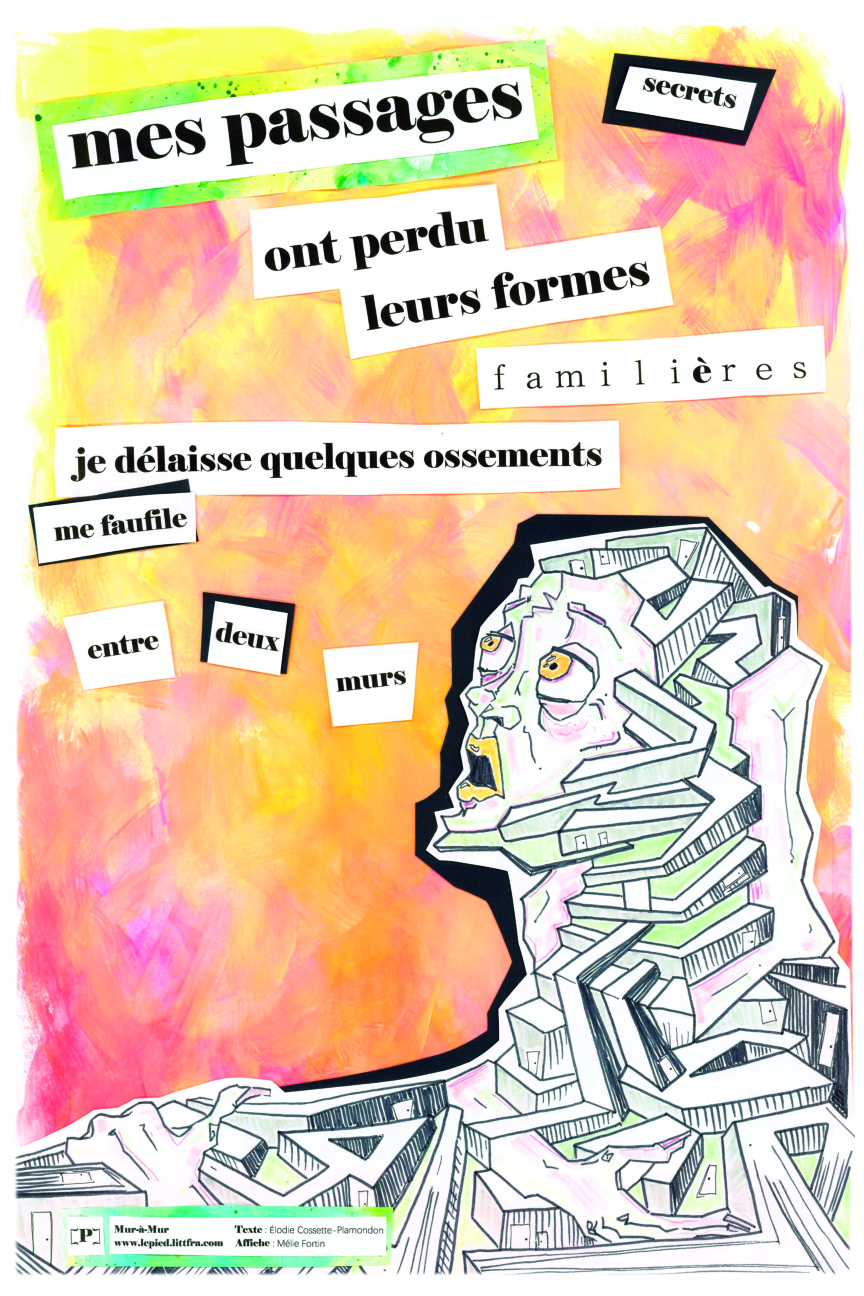 mes passages
secrets
ont perdu
leurs formes
familières
je délaisse quelques ossements
me faufile
entre
deux
murs
[P]
Mur-à-Mur
www.lepied.littfra.com
Texte : Élodie Cossette-Plamondon
Affiche : Mélie Fortin